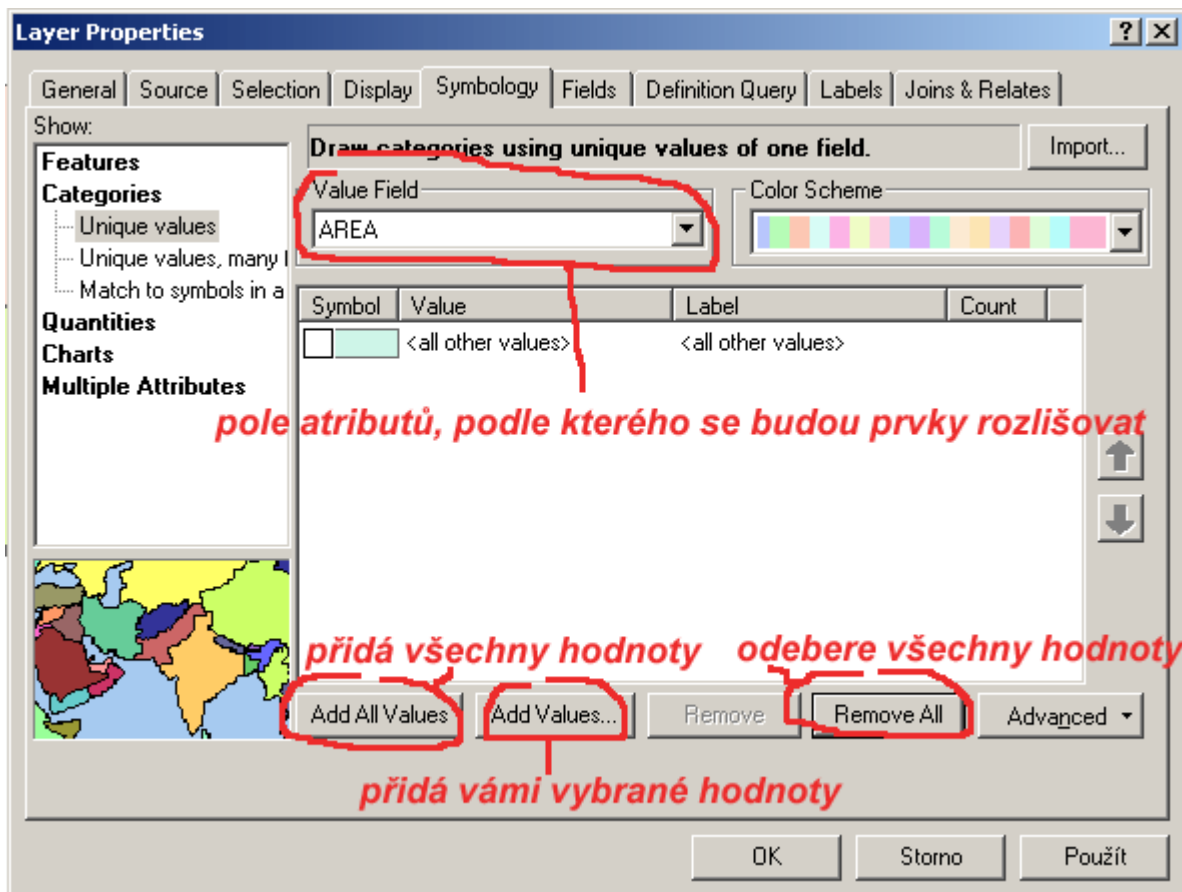 Layer Properties
General Source Selection Display Symbology Fields Definition Query Labels Joins & Relates
Show:
Features
Categories
Unique values
Unique values, many
Match to symbols in a
Quantities
Charts
Multiple Attributes
Draw categories using unique values of one field.
Import...
Value Field
AREA
Color Scheme
Symbol Value Label Count
<all other values> <all other values>
pole atributů, podle kterého se budou prvky rozlišovat
přidá všechny hodnoty
odebere všechny hodnoty
Add All Values Add Values... Remove Remove All Advanced
přidá vámi vybrané hodnoty
OK Storno Použít